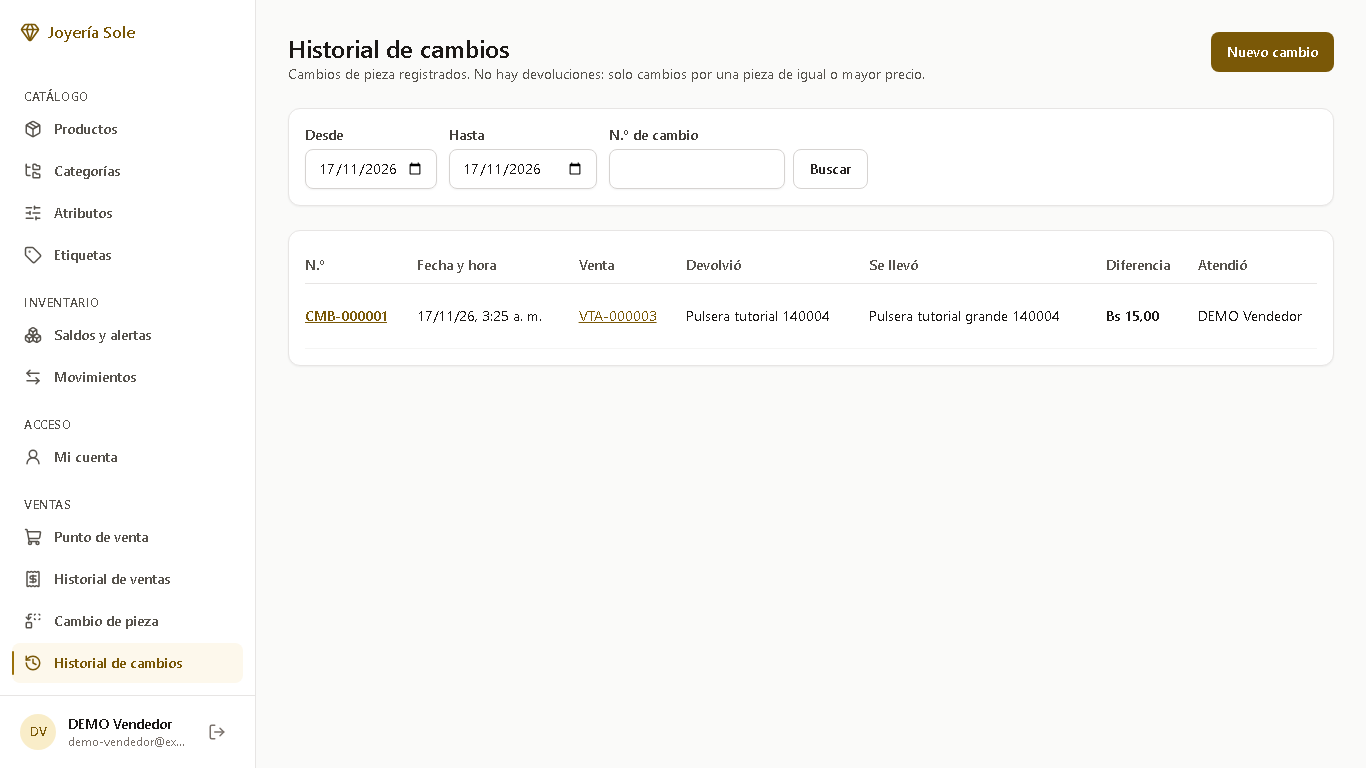 Joyería Sole
CATÁLOGO
Productos
Categorías
Atributos
Etiquetas
INVENTARIO
Saldos y alertas
Movimientos
ACCESO
Mi cuenta
VENTAS
Punto de venta
Historial de ventas
Cambio de pieza
Historial de cambios
DV
DEMO Vendedor
demo-vendedor@ex...
Historial de cambios
Cambios de pieza registrados. No hay devoluciones: solo cambios por una pieza de igual o mayor precio.
Nuevo cambio
Desde Hasta N.º de cambio
17/11/2026 17/11/2026 Buscar
N.º Fecha y hora Venta Devolvió Se llevó Diferencia Atendió
CMB-000001 17/11/26, 3:25 a. m. VTA-000003 Pulsera tutorial 140004 Pulsera tutorial grande 140004 Bs 15,00 DEMO Vendedor